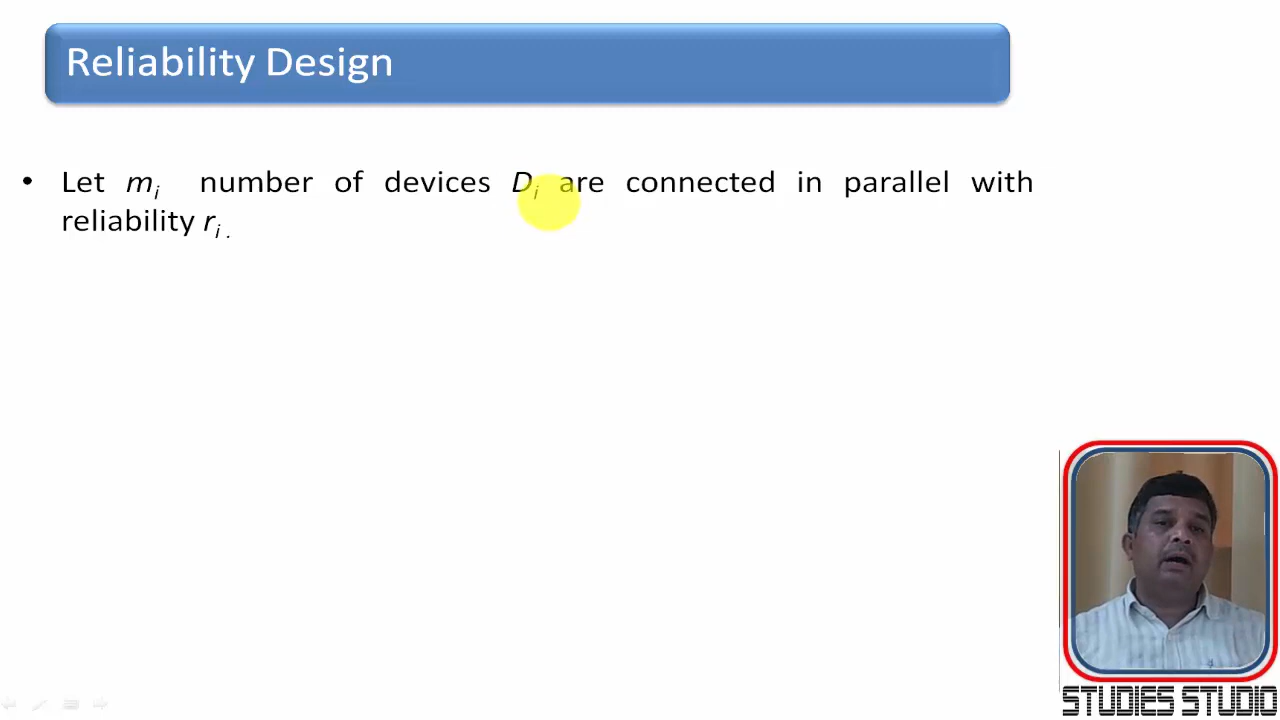 Reliability Design
• Let mi number of devices Di are connected in parallel with
reliability ri .
STUDIES STUDIO